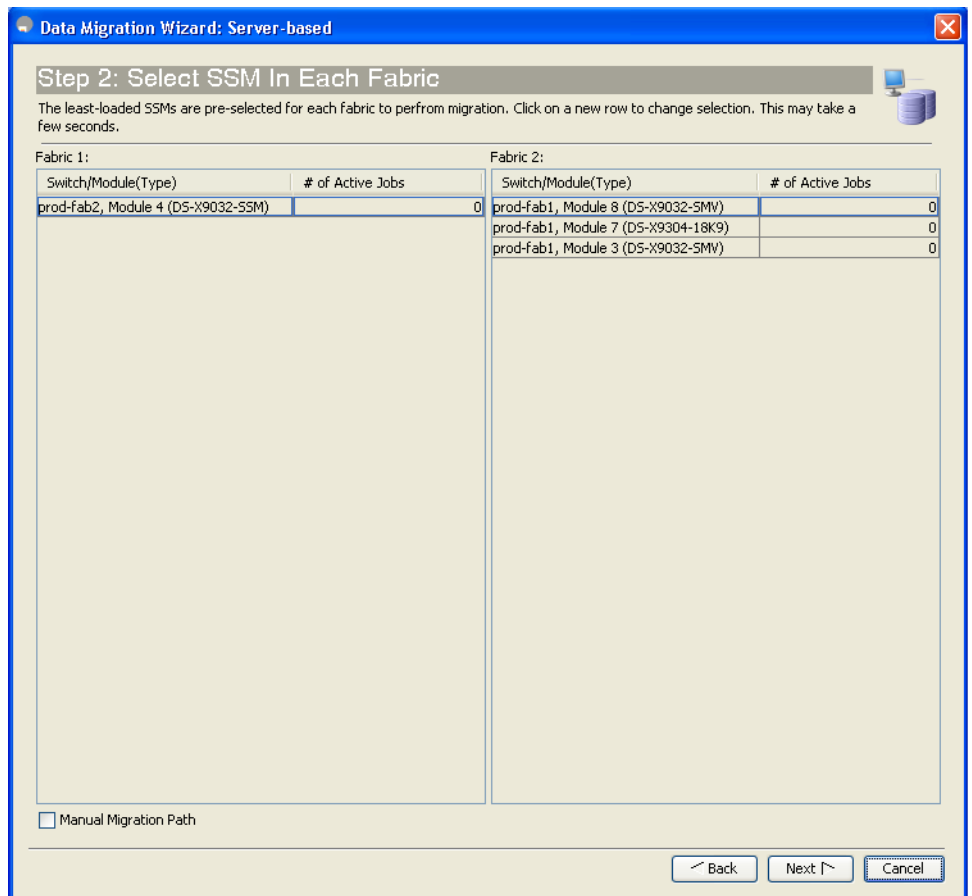 Data Migration Wizard: Server-based
Step 2: Select SSM In Each Fabric
The least-loaded SSMs are pre-selected for each fabric to perfrom migration. Click on a new row to change selection. This may take a
few seconds.
Fabric 1:
Switch/Module(Type) # of Active Jobs
prod-fab2, Module 4 (DS-X9032-SSM) 0
Fabric 2:
Switch/Module(Type) # of Active Jobs
prod-fab1, Module 8 (DS-X9032-SMV) 0
prod-fab1, Module 7 (DS-X9304-18K9) 0
prod-fab1, Module 3 (DS-X9032-SMV) 0
Manual Migration Path
Back Next Cancel